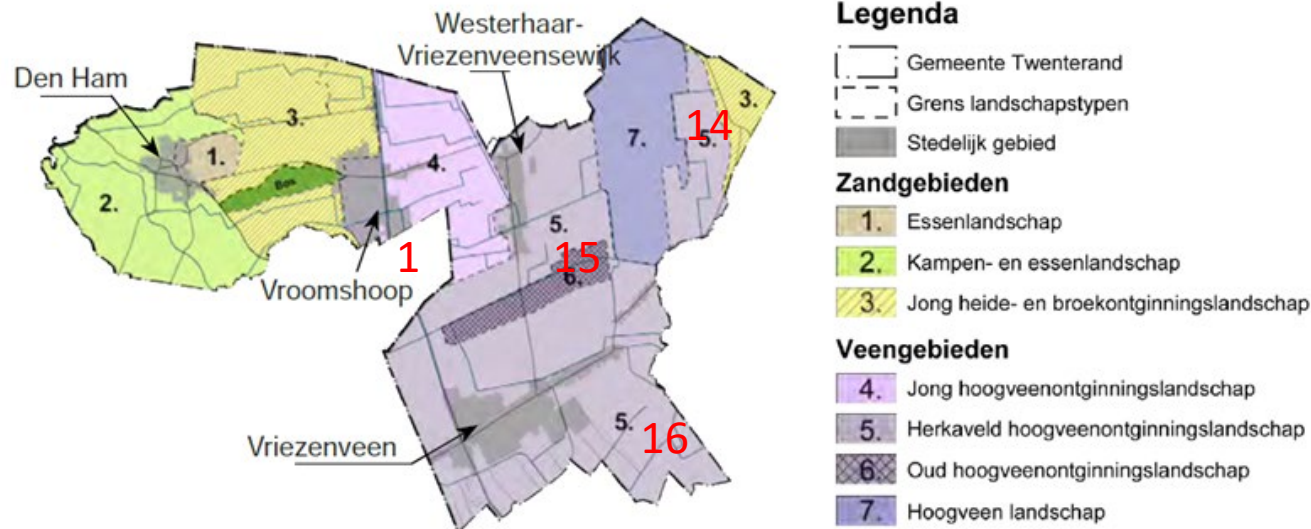 Westerhaar-
Vriezenveensewijk
Den Ham
1.
2.
3.
Bos
4.
Vroomshoop
1
5.
15
6.
7.
5.
14
3.
Vriezenveen
5.
16
Legenda
Gemeente Twenterand
Grens landschapstypen
Stedelijk gebied
Zandgebieden
1. Essenlandschap
2. Kampen- en essenlandschap
3. Jong heide- en broekontginningslandschap
Veengebieden
4. Jong hoogveenontginningslandschap
5. Herkaveld hoogveenontginningslandschap
6. Oud hoogveenontginningslandschap
7. Hoogveen landschap